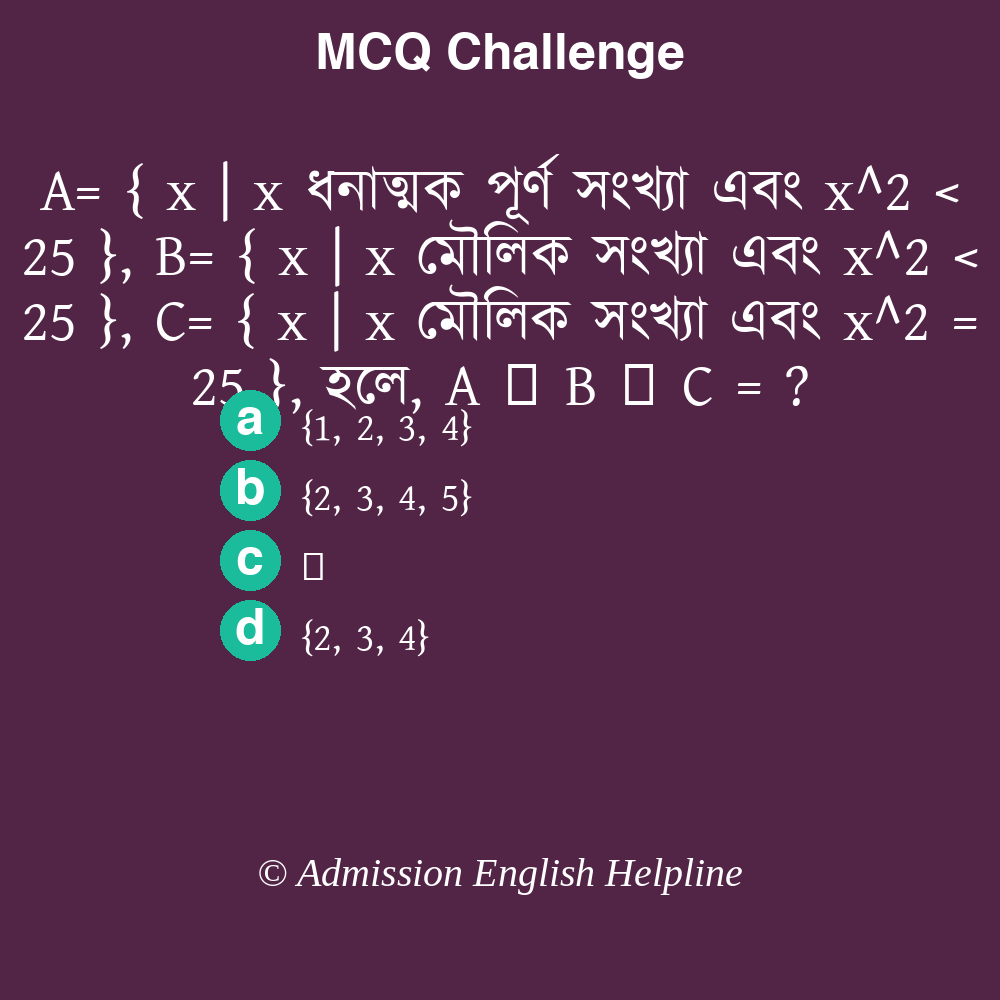 MCQ Challenge
A= { x | x ধনাত্মক পূর্ণ সংখ্যা এবং x^2 <
25 }, B= { x | x মৌলিক সংখ্যা এবং x^2 <
25 }, C= { x | x মৌলিক সংখ্যা এবং x^2 =
25 }, হলে, A □ B □ C = ?
a {1, 2, 3, 4}
b {2, 3, 4, 5}
c □
d {2, 3, 4}
© Admission English Helpline